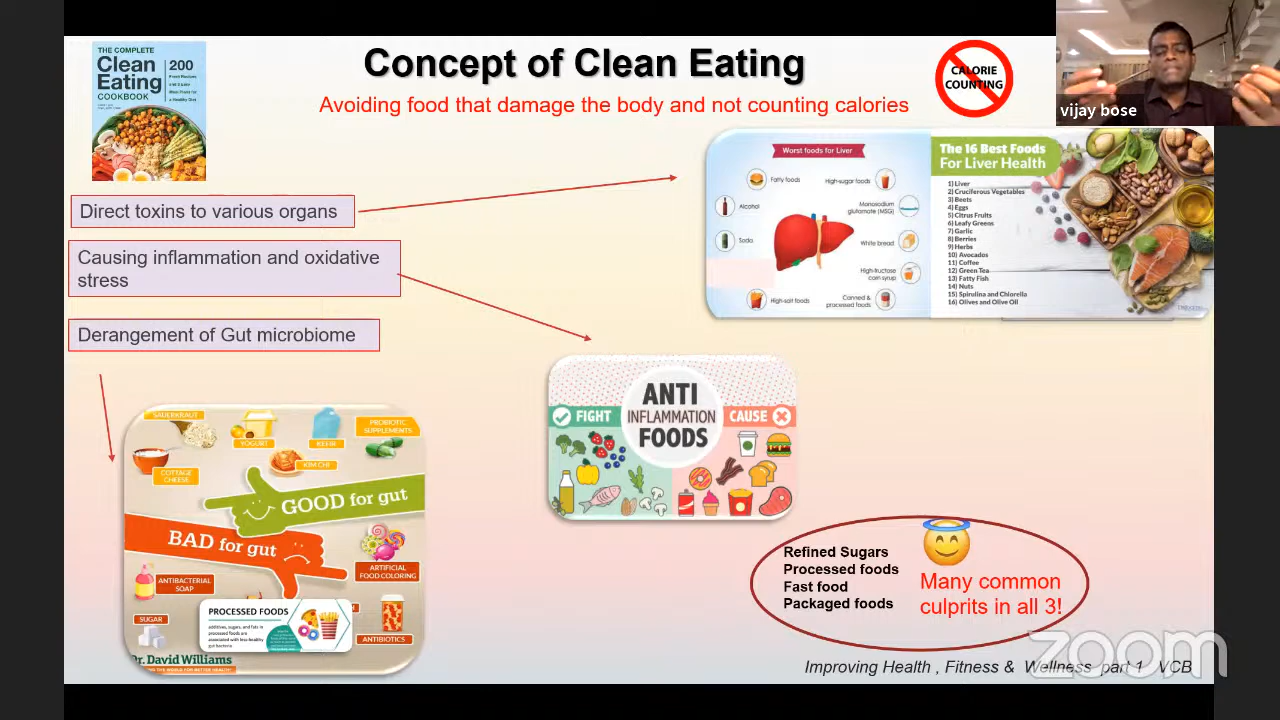 THE COMPLETE
Clean
Eating
COOKBOOK
200
Concept of Clean Eating
Avoiding food that damage the body and not counting calories
CALORIE
COUNTING
vijay bose
Direct toxins to various organs
Causing inflammation and oxidative
stress
Derangement of Gut microbiome
Worst foods for Liver
Fatty foods
High-sugar foods
Alcohol
Monosodium
glutamate (MSG)
Soda
White bread
High-fructose
corn syrup
High-salt foods
Canned &
processed foods
The 16 Best Foods
For Liver Health
1) Liver
2) Cruciferous Vegetables
3) Beets
4) Eggs
5) Citrus Fruits
6) Leafy Greens
7) Garlic
8) Berries
9) Herbs
10) Avocados
11) Coffee
12) Green Tea
13) Fatty Fish
14) Nuts
15) Spirulina and Chlorella
16) Olives and Olive Oil
ANTI
INFLAMMATION
FOODS
FIGHT
CAUSE
SAUERKRAUT
YOGURT
KEFIR
PROBIOTIC
SUPPLEMENTS
KIM CHI
COTTAGE
CHEESE
GOOD for gut
BAD for gut
ARTIFICIAL
FOOD COLORING
ANTIBACTERIAL
SOAP
SUGAR
PROCESSED FOODS
additives, sugars, and fats in
processed foods are
associated with less healthy
gut bacteria
ANTIBIOTICS
Dr. David Williams
Refined Sugars
Processed foods
Fast food
Packaged foods
Many common
culprits in all 3!
Improving Health , Fitness & Wellness part 1 VCB
zoom